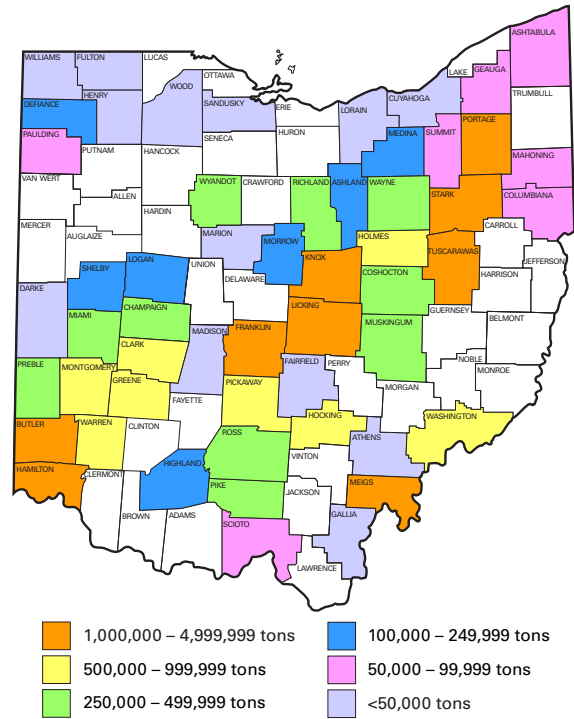 ASHTABULA
WILLIAMS
FULTON
LUCAS
LAKE
GEAUGA
OTTAWA
WOOD
CUYAHOGA
TRUMBULL
HENRY
DEFIANCE
SANDUSKY
ERIE
LORAIN
PORTAGE
PAULDING
SENECA
HURON
MEDINA
SUMMIT
PUTNAM
HANCOCK
MAHONING
VAN WERT
WYANDOT
CRAWFORD
RICHLAND
ASHLAND
WAYNE
STARK
COLUMBIANA
ALLEN
HARDIN
MERCER
AUGLAIZE
MARION
MORROW
HOLMES
CARROLL
TUSCARAWAS
JEFFERSON
LOGAN
SHELBY
UNION
KNOX
COSHOCTON
HARRISON
DELAWARE
DARKE
MIAMI
CHAMPAIGN
LICKING
GUERNSEY
BELMONT
MUSKINGUM
MADISON
FRANKLIN
CLARK
PREBLE
MONTGOMERY
GREENE
PICKAWAY
FAIRFIELD
PERRY
NOBLE
MONROE
MORGAN
FAYETTE
BUTLER
WARREN
CLINTON
HOCKING
WASHINGTON
ROSS
ATHENS
HAMILTON
CLERMONT
HIGHLAND
VINTON
PIKE
JACKSON
MEIGS
BROWN
ADAMS
SCIOTO
GALLIA
LAWRENCE
1,000,000 – 4,999,999 tons
500,000 – 999,999 tons
250,000 – 499,999 tons
100,000 – 249,999 tons
50,000 – 99,999 tons
<50,000 tons